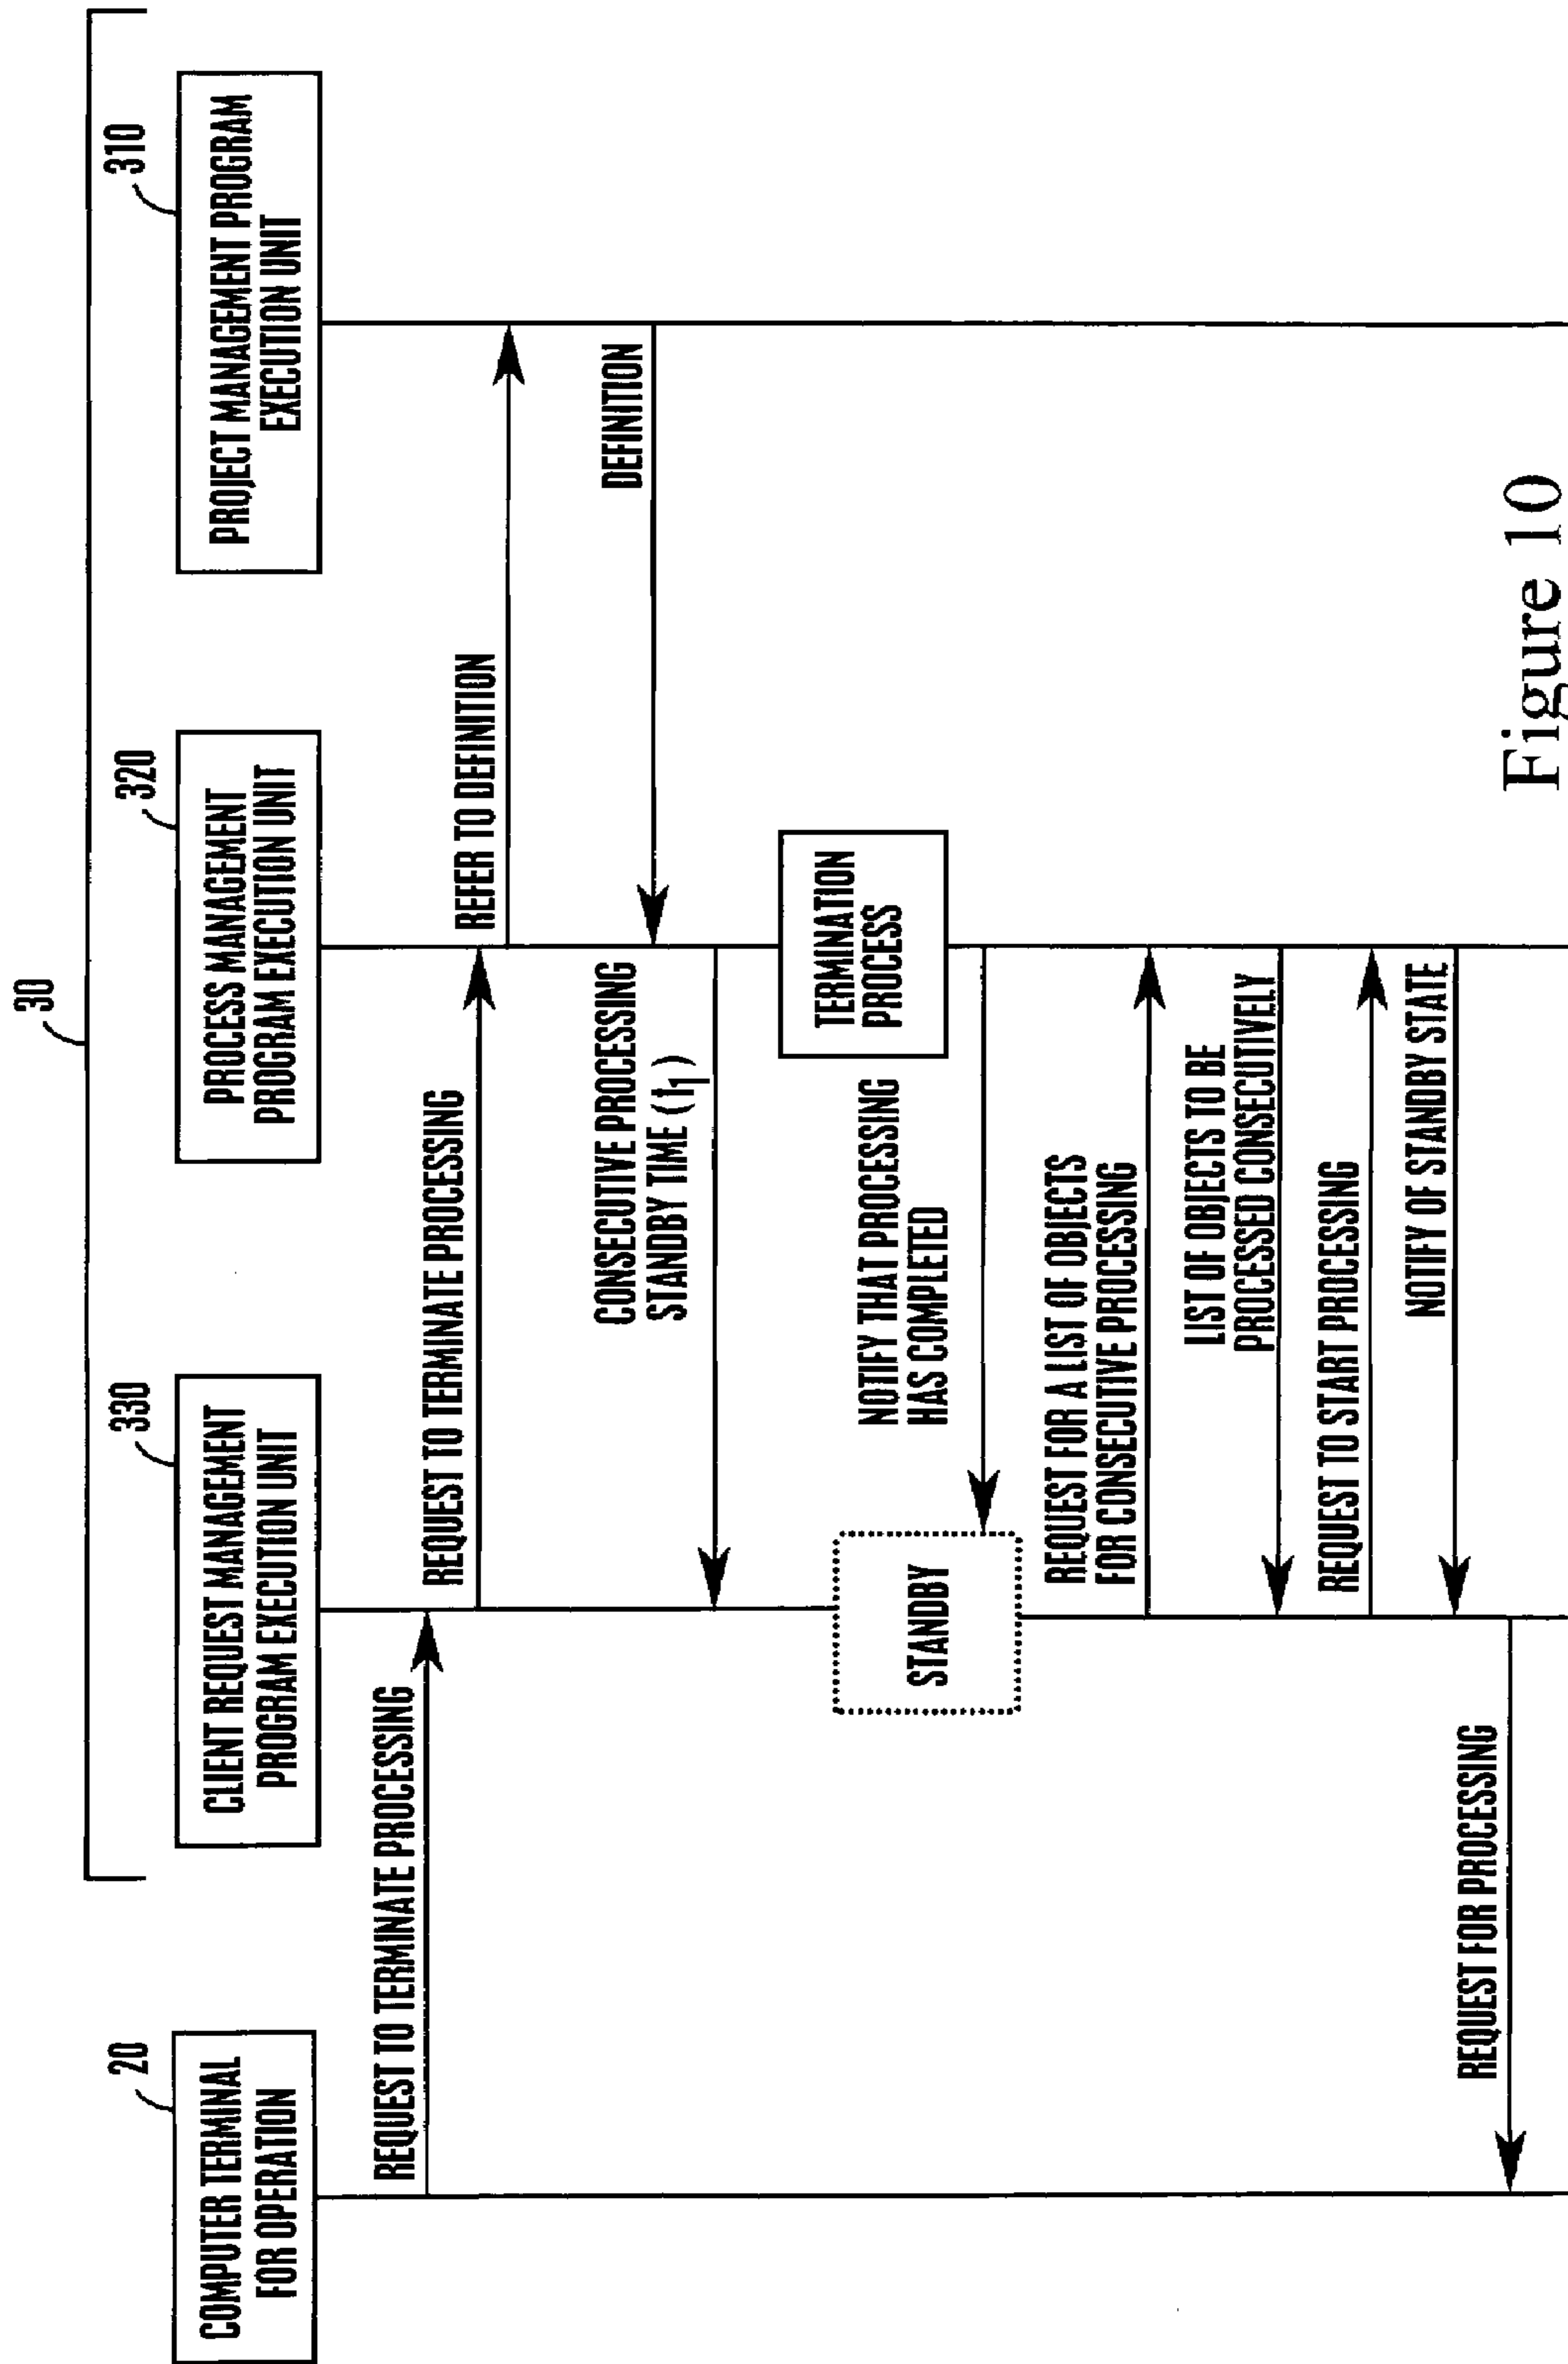 30
20
330
320
310
COMPUTER TERMINAL
FOR OPERATION
CLIENT REQUEST MANAGEMENT
PROGRAM EXECUTION UNIT
PROCESS MANAGEMENT
PROGRAM EXECUTION UNIT
PROJECT MANAGEMENT PROGRAM
EXECUTION UNIT
REQUEST TO TERMINATE PROCESSING
REQUEST TO TERMINATE PROCESSING
REFER TO DEFINITION
DEFINITION
CONSECUTIVE PROCESSING
STANDBY TIME (t1)
TERMINATION
PROCESS
STANDBY
NOTIFY THAT PROCESSING
HAS COMPLETED
REQUEST FOR A LIST OF OBJECTS
FOR CONSECUTIVE PROCESSING
LIST OF OBJECTS TO BE
PROCESSED CONSECUTIVELY
REQUEST TO START PROCESSING
NOTIFY OF STANDBY STATE
REQUEST FOR PROCESSING
Figure 10